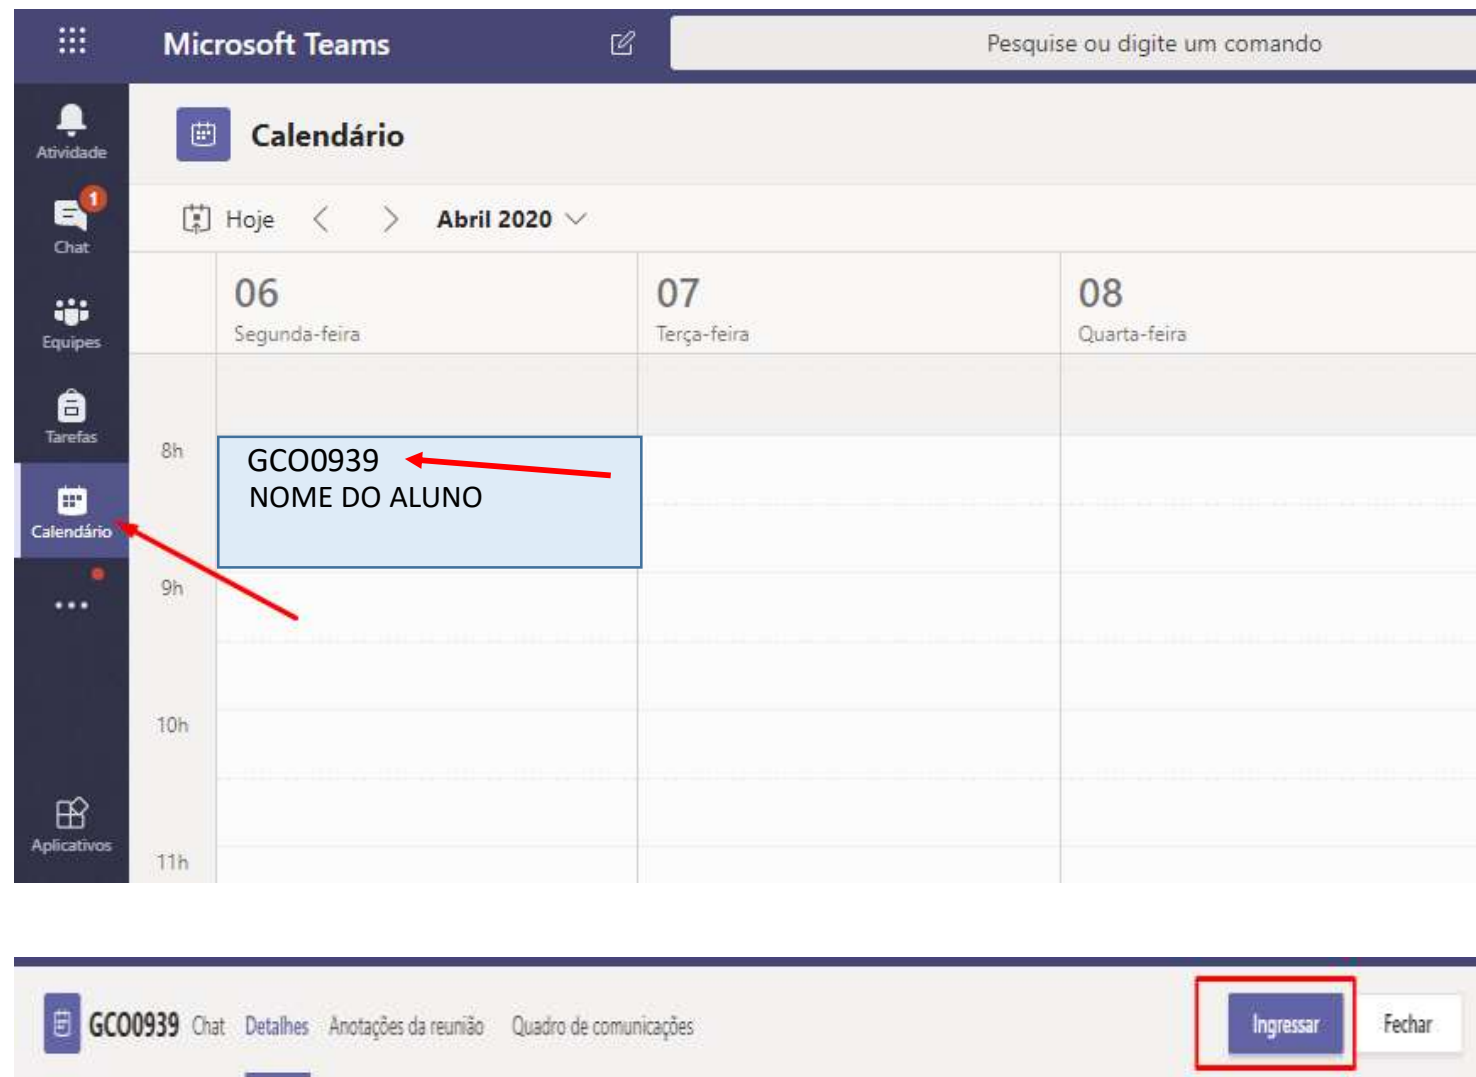 Microsoft Teams
Pesquise ou digite um comando
Atividade
Calendário
1
Chat
Hoje
Abril 2020
Equipes
06
07
08
Segunda-feira
Terça-feira
Quarta-feira
Tarefas
8h
GCO0939
NOME DO ALUNO
Calendário
9h
10h
Aplicativos
11h
GCO0939 Chat Detalhes Anotações da reunião Quadro de comunicações Ingressar Fechar